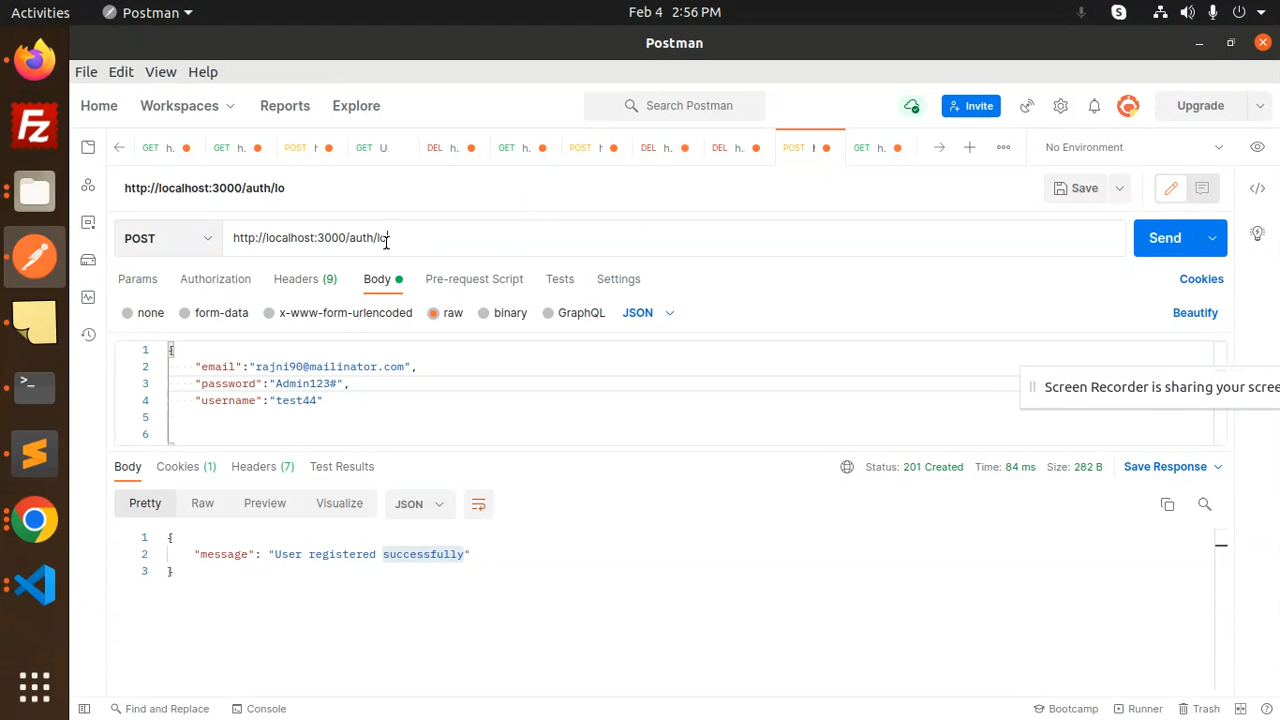 Activities Postman Feb 4 2:56 PM
Postman
File Edit View Help
Home Workspaces Reports Explore Search Postman Invite Upgrade
GET h. GET h. POST h GET U. DEL h. GET h. POST h DEL h. DEL h. POST h GET h. No Environment
http://localhost:3000/auth/lo Save
POST http://localhost:3000/auth/lo Send
Params Authorization Headers (9) Body Pre-request Script Tests Settings Cookies
none form-data x-www-form-urlencoded raw binary GraphQL JSON Beautify
1 {
2 "email":"rajni90@mailinator.com",
3 "password":"Admin123#",
4 "username":"test44"
5
6
Screen Recorder is sharing your scree
Body Cookies (1) Headers (7) Test Results Status: 201 Created Time: 84 ms Size: 282 B Save Response
Pretty Raw Preview Visualize JSON
1 {
2 "message": "User registered successfully"
3 }
Find and Replace Console Bootcamp Runner Trash